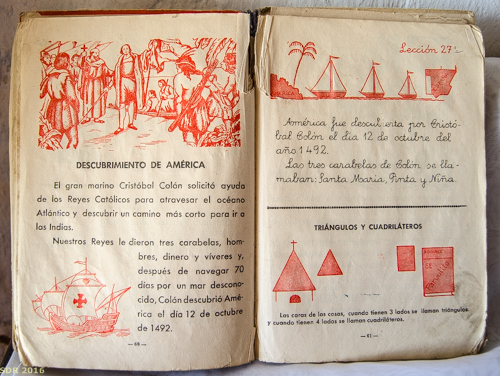 DESCUBRIMIENTO DE AMÉRICA
El gran marino Cristóbal Colón solicitó ayuda
de los Reyes Católicos para atravesar el océano
Atlántico y descubrir un camino más corto para ir a
las Indias.
Nuestros Reyes le dieron tres carabelas, hom-
bres, dinero y víveres y,
después de navegar 70
días por un mar descono-
cido, Colón descubrió Amé-
rica el día 12 de octubre
de 1492.
— 60 —
Lección 27ª
América fue descubierta por Cristó-
bal Colón el día 12 de octubre del
año 1492.
Las tres carabelas de Colón se lla-
maban: Santa María, Pinta y Niña.
TRIÁNGULOS Y CUADRILÁTEROS
Parvulito
Las caras de las cosas, cuando tienen 3 lados se llaman triángulos
y cuando tienen 4 lados se llaman cuadriláteros.
— 61 —
SDR 2016